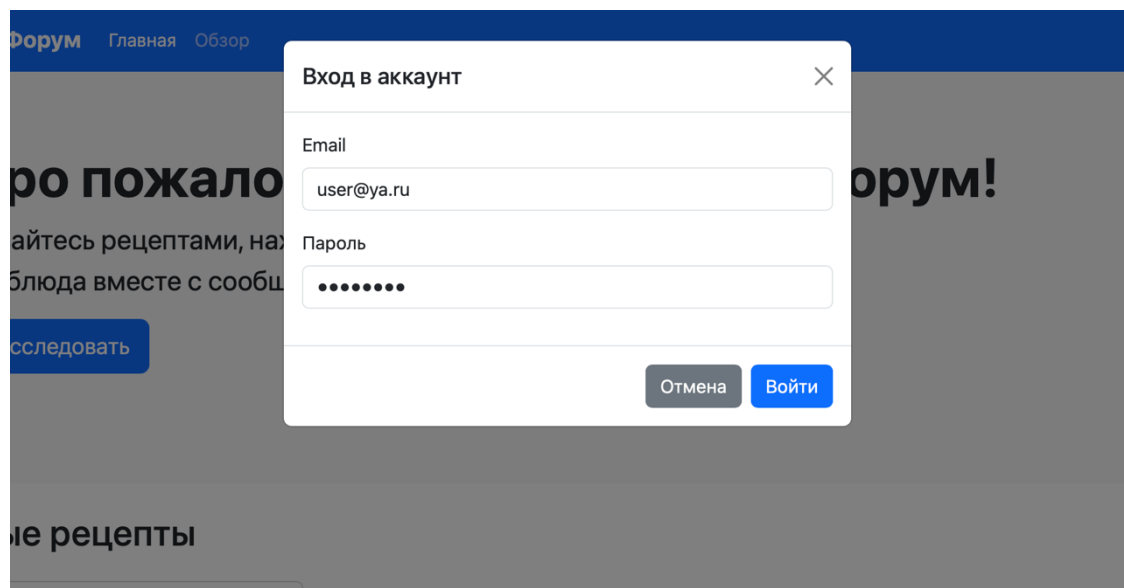 Форум Главная Обзор
Вход в аккаунт
Email
user@ya.ru
Пароль
••••••••
Отмена Войти
ро пожало орум!
айтесь рецептами, нах
блюда вместе с сообщ
сследовать
ые рецепты